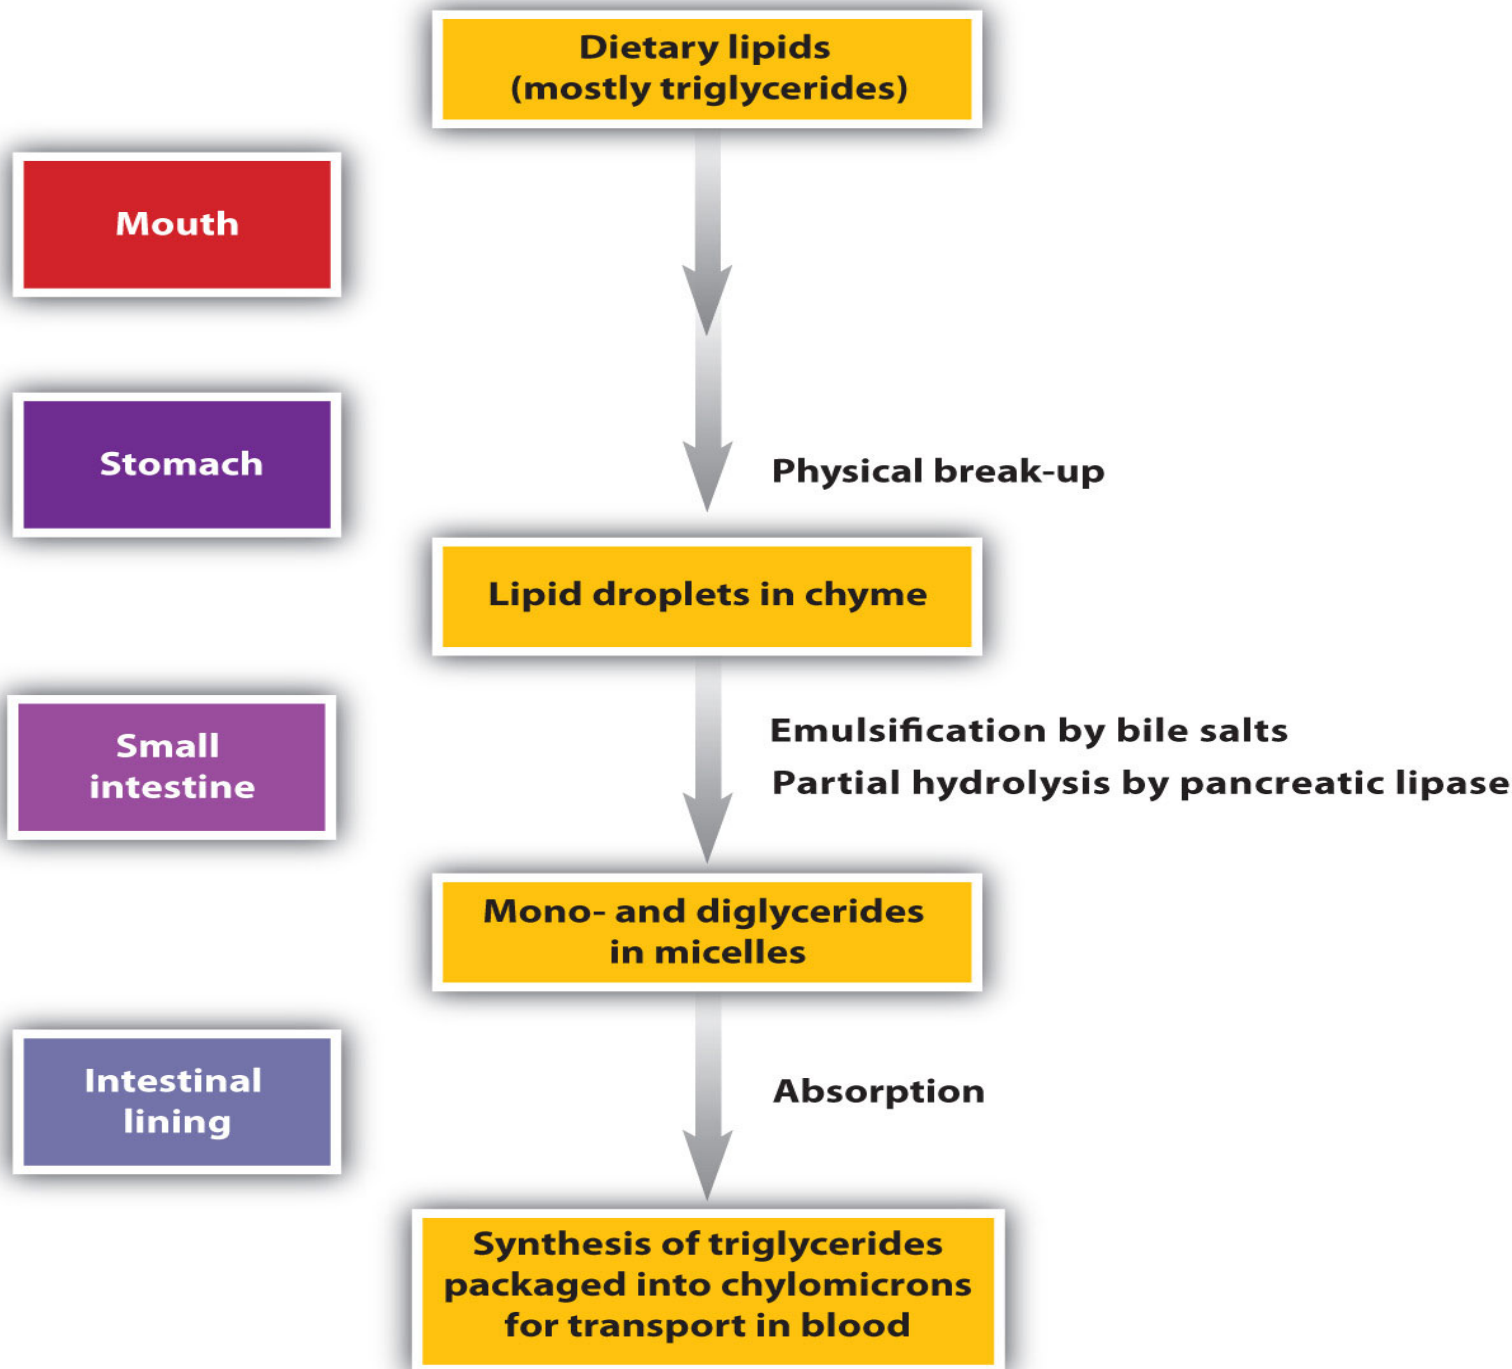 Dietary lipids
(mostly triglycerides)
Mouth
Stomach
Physical break-up
Lipid droplets in chyme
Small
intestine
Emulsification by bile salts
Partial hydrolysis by pancreatic lipase
Mono- and diglycerides
in micelles
Intestinal
lining
Absorption
Synthesis of triglycerides
packaged into chylomicrons
for transport in blood